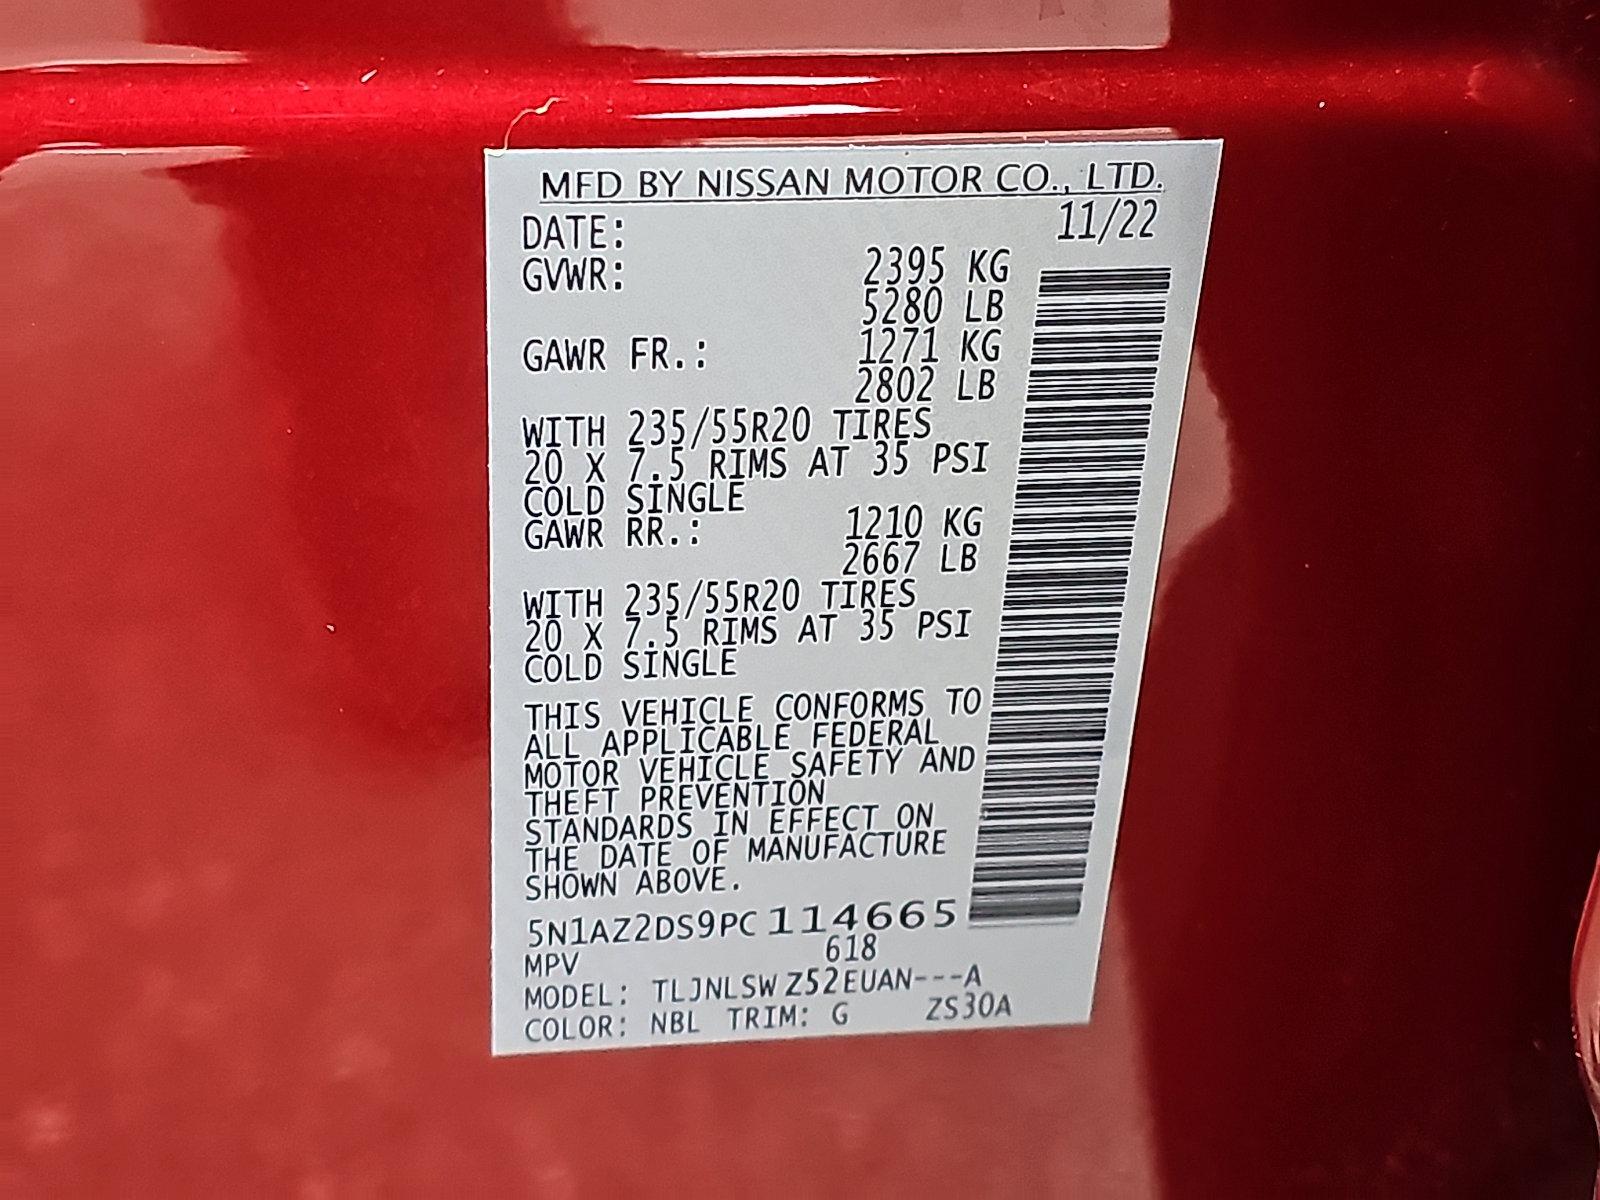 MFD BY NISSAN MOTOR CO., LTD.
DATE: 11/22
GVWR: 2395 KG
5280 LB
GAWR FR.: 1271 KG
2802 LB
WITH 235/55R20 TIRES
20 X 7.5 RIMS AT 35 PSI
COLD SINGLE
GAWR RR.: 1210 KG
2667 LB
WITH 235/55R20 TIRES
20 X 7.5 RIMS AT 35 PSI
COLD SINGLE
THIS VEHICLE CONFORMS TO
ALL APPLICABLE FEDERAL
MOTOR VEHICLE SAFETY AND
THEFT PREVENTION
STANDARDS IN EFFECT ON
THE DATE OF MANUFACTURE
SHOWN ABOVE.
5N1AZ2DS9PC114665
MPV 618
MODEL: TLJNLSW Z52EUAN---A
COLOR: NBL TRIM: G ZS30A